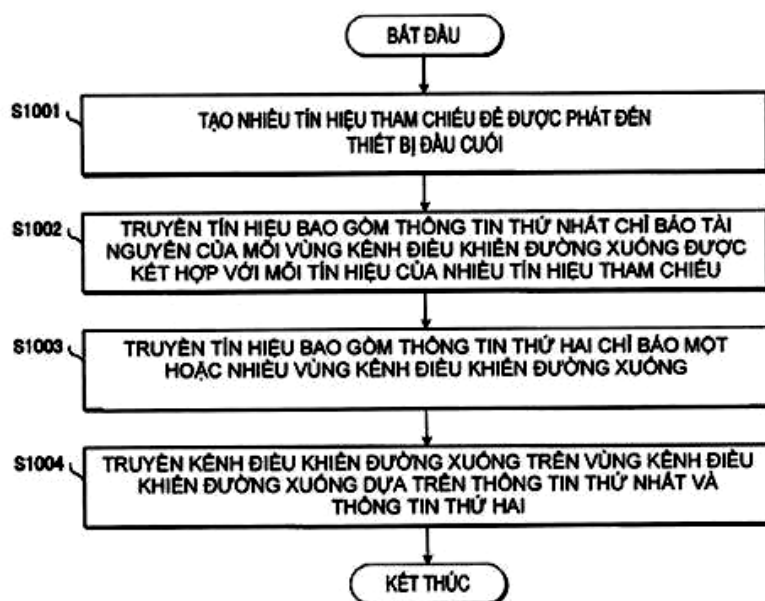 BẮT ĐẦU
S1001
TẠO NHIỀU TÍN HIỆU THAM CHIẾU ĐỂ ĐƯỢC PHÁT ĐẾN
THIẾT BỊ ĐẦU CUỐI
S1002
TRUYỀN TÍN HIỆU BAO GỒM THÔNG TIN THỨ NHẤT CHỈ BÁO TÀI
NGUYÊN CỦA MỖI VÙNG KÊNH ĐIỀU KHIỂN ĐƯỜNG XUỐNG ĐƯỢC
KẾT HỢP VỚI MỖI TÍN HIỆU CỦA NHIỀU TÍN HIỆU THAM CHIẾU
S1003
TRUYỀN TÍN HIỆU BAO GỒM THÔNG TIN THỨ HAI CHỈ BÁO MỘT
HOẶC NHIỀU VÙNG KÊNH ĐIỀU KHIỂN ĐƯỜNG XUỐNG
S1004
TRUYỀN KÊNH ĐIỀU KHIỂN ĐƯỜNG XUỐNG TRÊN VÙNG KÊNH ĐIỀU
KHIỂN ĐƯỜNG XUỐNG DỰA TRÊN THÔNG TIN THỨ NHẤT VÀ
THÔNG TIN THỨ HAI
KẾT THÚC